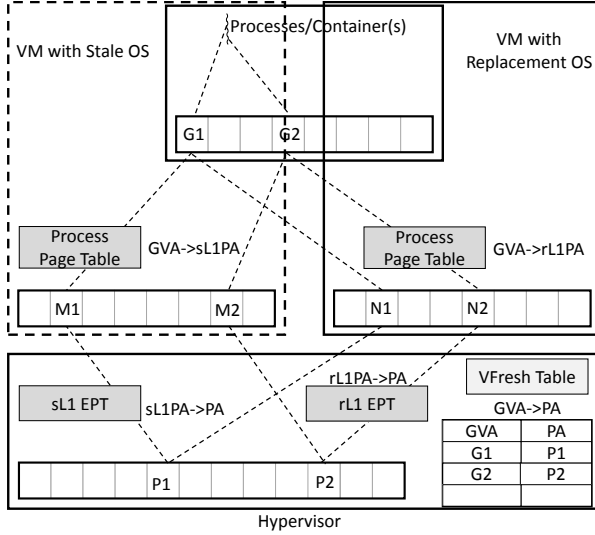 Processes/Container(s)
VM with Stale OS
VM with
Replacement OS
G1
G2
Process
Page Table
GVA->sL1PA
Process
Page Table
GVA->rL1PA
M1
M2
N1
N2
sL1 EPT
sL1PA->PA
rL1PA->PA
rL1 EPT
VFresh Table
GVA->PA
GVA
PA
G1
P1
G2
P2
P1
P2
Hypervisor